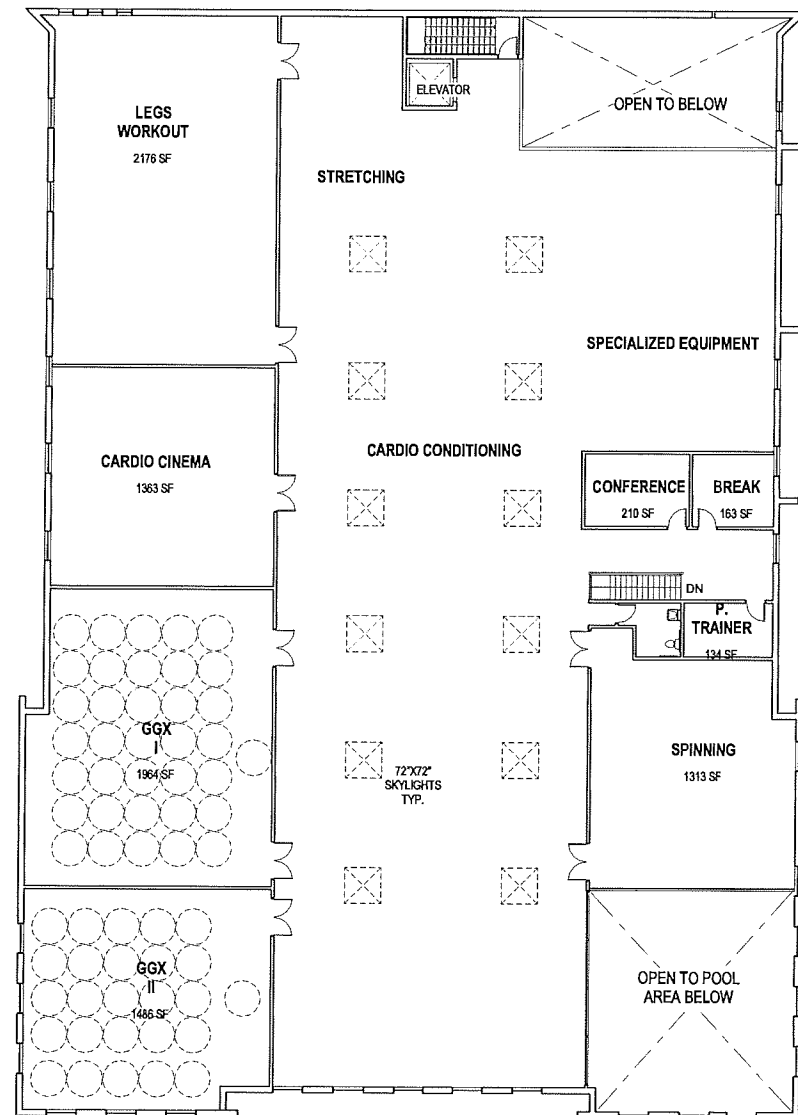 LEGS
WORKOUT
2176 SF
ELEVATOR
OPEN TO BELOW
STRETCHING
SPECIALIZED EQUIPMENT
CARDIO CINEMA
1363 SF
CARDIO CONDITIONING
CONFERENCE
210 SF
BREAK
163 SF
DN
P.
TRAINER
134 SF
GGX
I
1964 SF
SPINNING
1313 SF
72"X72"
SKYLIGHTS
TYP.
GGX
II
1486 SF
OPEN TO POOL
AREA BELOW